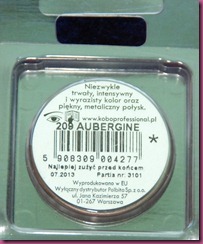 Niezwykle
trwały, intensywny
i wyrazisty kolor oraz
piękny, metaliczny połysk.
www.koboprofessional.pl
209 AUBERGINE
*
5 908309 004277
Najlepiej zużyć przed końcem
07.2013 Partia nr 3101
Wyprodukowano w EU
Wyłączny dystrybutor Polbita Sp. z o.o.
ul. Jana Kazimierza 57
01-267 Warszawa